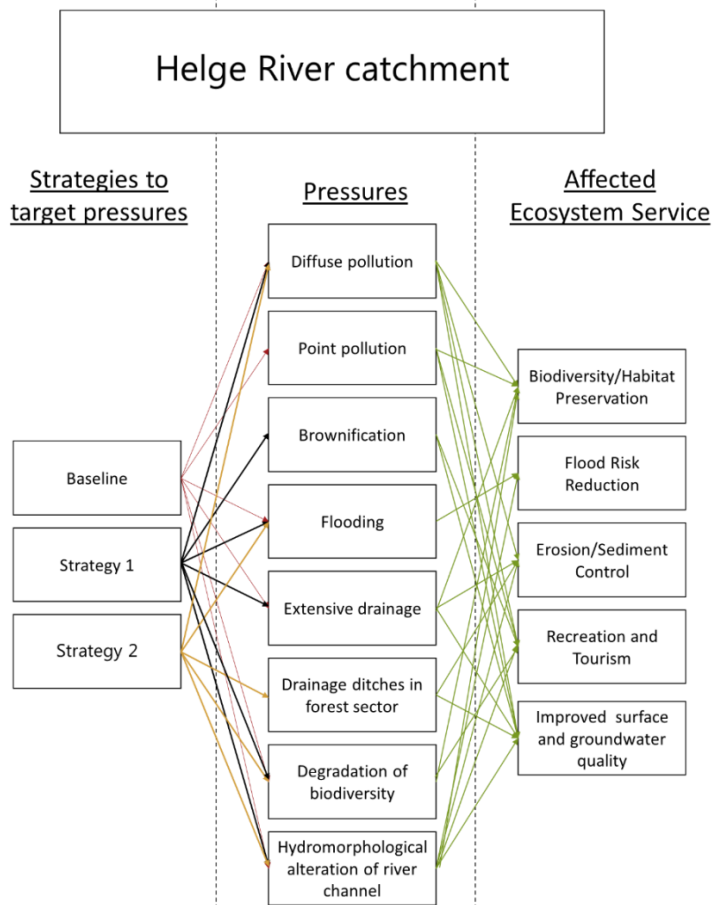 Helge River catchment
Strategies to
target pressures
Pressures
Affected
Ecosystem Service
Diffuse pollution
Point pollution
Brownification
Flooding
Extensive drainage
Drainage ditches in
forest sector
Degradation of
biodiversity
Hydromorphological
alteration of river
channel
Baseline
Strategy 1
Strategy 2
Biodiversity/Habitat
Preservation
Flood Risk
Reduction
Erosion/Sediment
Control
Recreation and
Tourism
Improved surface
and groundwater
quality